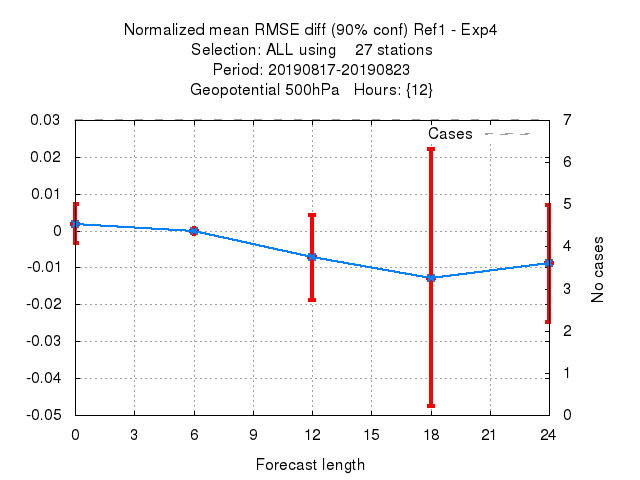 Normalized mean RMSE diff (90% conf) Ref1 - Exp4
Selection: ALL using    27 stations
Period: 20190817-20190823
Geopotential 500hPa   Hours: {12}
Cases
0.03
0.02
0.01
0
-0.01
-0.02
-0.03
-0.04
-0.05
7
6
5
4
3
2
1
0
No cases
0 3 6 9 12 15 18 21 24
Forecast length